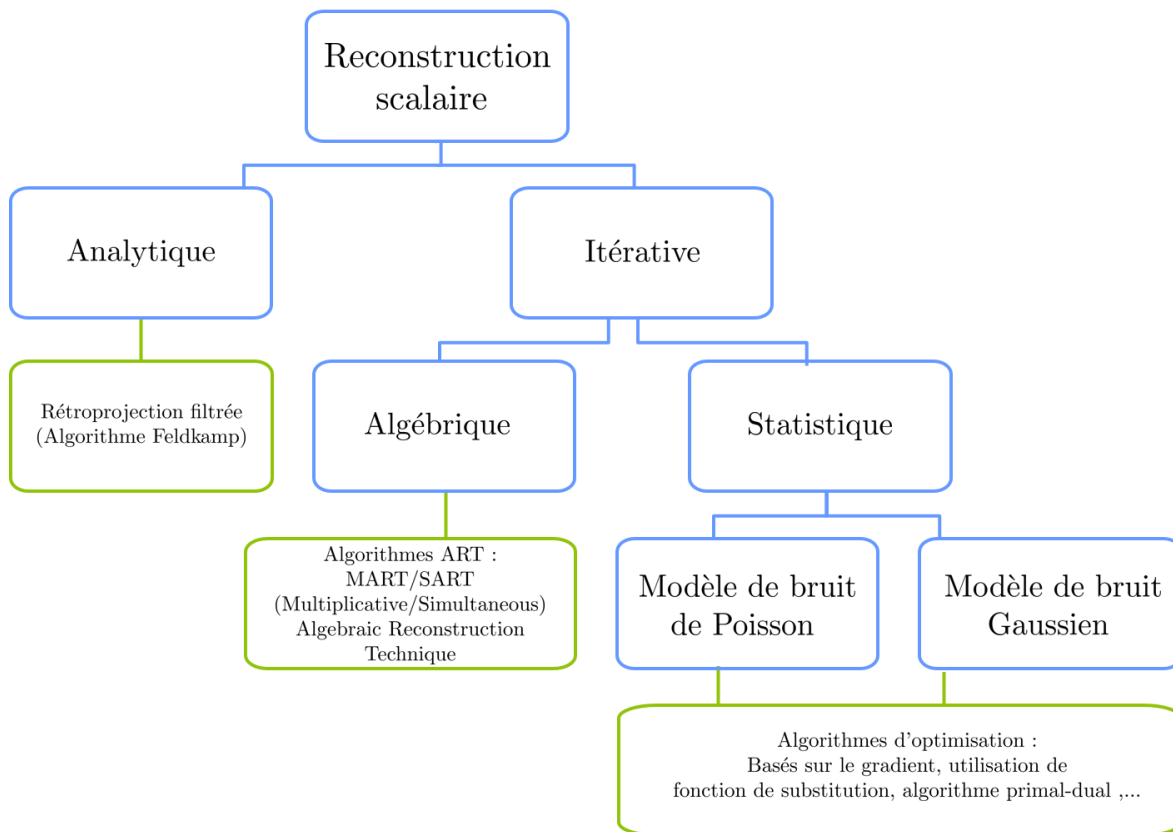 Reconstruction
scalaire
Analytique
Itérative
Rétroprojection filtrée
(Algorithme Feldkamp)
Algébrique
Statistique
Algorithmes ART :
MART/SART
(Multiplicative/Simultaneous)
Algebraic Reconstruction
Technique
Modèle de bruit
de Poisson
Modèle de bruit
Gaussien
Algorithmes d'optimisation :
Basés sur le gradient, utilisation de
fonction de substitution, algorithme primal-dual ,...